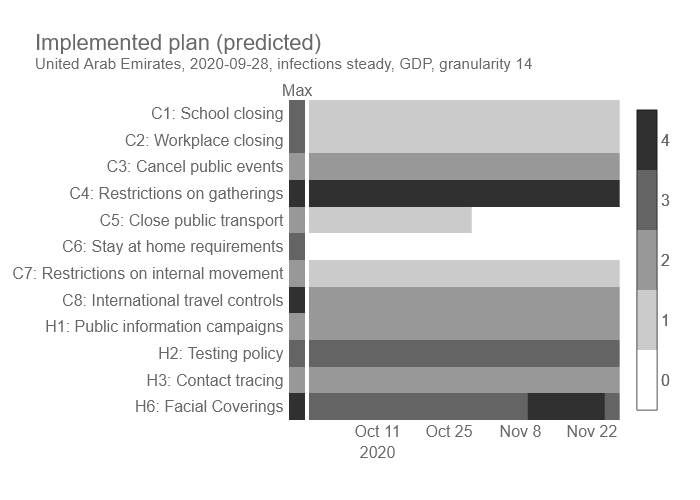 Implemented plan (predicted)
United Arab Emirates, 2020-09-28, infections steady, GDP, granularity 14
Max
C1: School closing
C2: Workplace closing
C3: Cancel public events
C4: Restrictions on gatherings
C5: Close public transport
C6: Stay at home requirements
C7: Restrictions on internal movement
C8: International travel controls
H1: Public information campaigns
H2: Testing policy
H3: Contact tracing
H6: Facial Coverings
4
3
2
1
0
Oct 11 Oct 25 Nov 8 Nov 22
2020